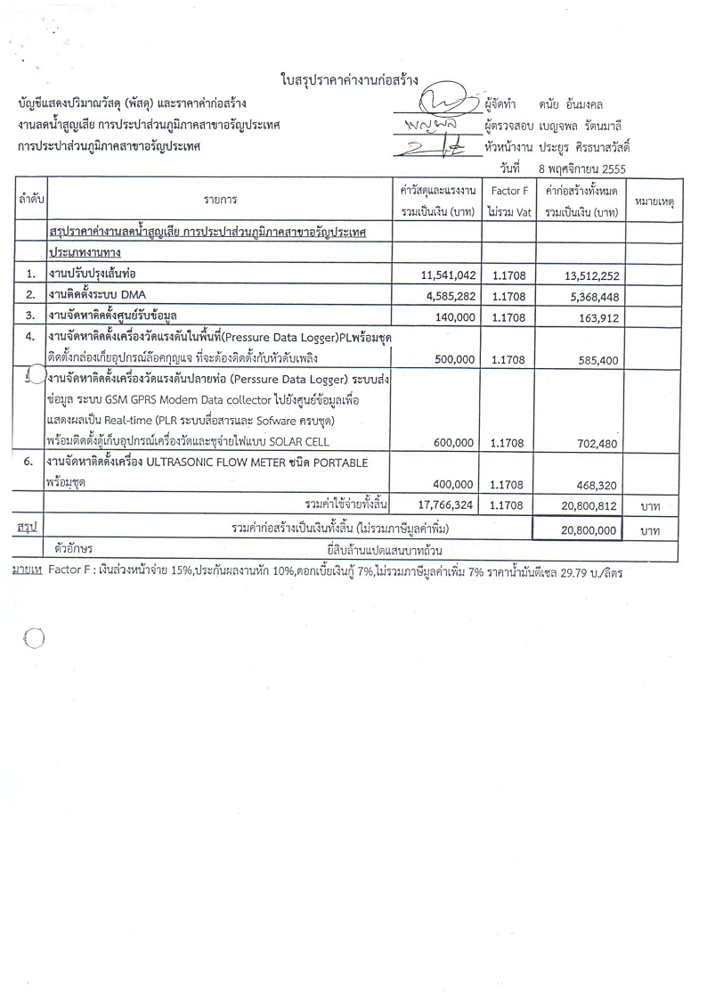 ใบสรุปราคาค่างานก่อสร้าง
บัญชีแสดงปริมาณวัสดุ (พัสดุ) และราคาค่าก่อสร้าง ผู้จัดทำ ดนัย อ้นมงคล
งานลดน้ำสูญเสีย การประปาส่วนภูมิภาคสาขาอรัญประเทศ ผู้ตรวจสอบ เบญจพล รัตนมาลี
การประปาส่วนภูมิภาคสาขาอรัญประเทศ หัวหน้างาน ประยูร ศิรธนาสวัสดิ์
วันที่ 8 พฤศจิกายน 2555
ลำดับ รายการ ค่าวัสดุและแรงงาน Factor F ค่าก่อสร้างทั้งหมด หมายเหตุ
รวมเป็นเงิน (บาท) ไม่รวม Vat รวมเป็นเงิน (บาท)
สรุปราคาค่างานลดน้ำสูญเสีย การประปาส่วนภูมิภาคสาขาอรัญประเทศ
ประเภทงานทาง
1. งานปรับปรุงเส้นท่อ 11,541,042 1.1708 13,512,252
2. งานติดตั้งระบบ DMA 4,585,282 1.1708 5,368,448
3. งานจัดหาติดตั้งศูนย์รับข้อมูล 140,000 1.1708 163,912
4. งานจัดหาติดตั้งเครื่องวัดแรงดันในพื้นที่(Pressure Data Logger)PLพร้อมชุด
ติดตั้งกล่องเก็ยอุปกรณ์ล๊อคกุญแจ ที่จะต้องติดตั้งกับหัวดับเพลิง 500,000 1.1708 585,400
งานจัดหาติดตั้งเครื่องวัดแรงดันปลายท่อ (Perssure Data Logger) ระบบส่ง
ข่อมูล ระบบ GSM GPRS Modem Data collector ไปยังศูนย์ข้อมูลเพื่อ
แสดงผลเป็น Real-time (PLR ระบบสื่อสารและ Sofware ครบชุด)
พร้อมติดตั้งตู้เก็บอุปกรณ์เครื่องวัดและชุจ่ายไฟแบบ SOLAR CELL 600,000 1.1708 702,480
6. งานจัดหาติดตั้งเครื่อง ULTRASONIC FLOW METER ชนิด PORTABLE
พร้อมชุด 400,000 1.1708 468,320
รวมค่าใช้จ่ายทั้งสิ้น 17,766,324 1.1708 20,800,812 บาท
สรุป รวมค่าก่อสร้างเป็นเงินทั้งสิ้น (ไม่รวมภาษีมูลค่าพิ่ม) 20,800,000 บาท
ตัวอักษร ยี่สิบล้านแปดแสนบาทถ้วน
มายเห Factor F : เงินล่วงหน้าจ่าย 15%,ประกันผลงานหัก 10%,ดอกเบี้ยเงินกู้ 7%,ไม่รวมภาษีมูลค่าเพิ่ม 7% ราคาน้ำมันดีเซล 29.79 บ./ลิตร